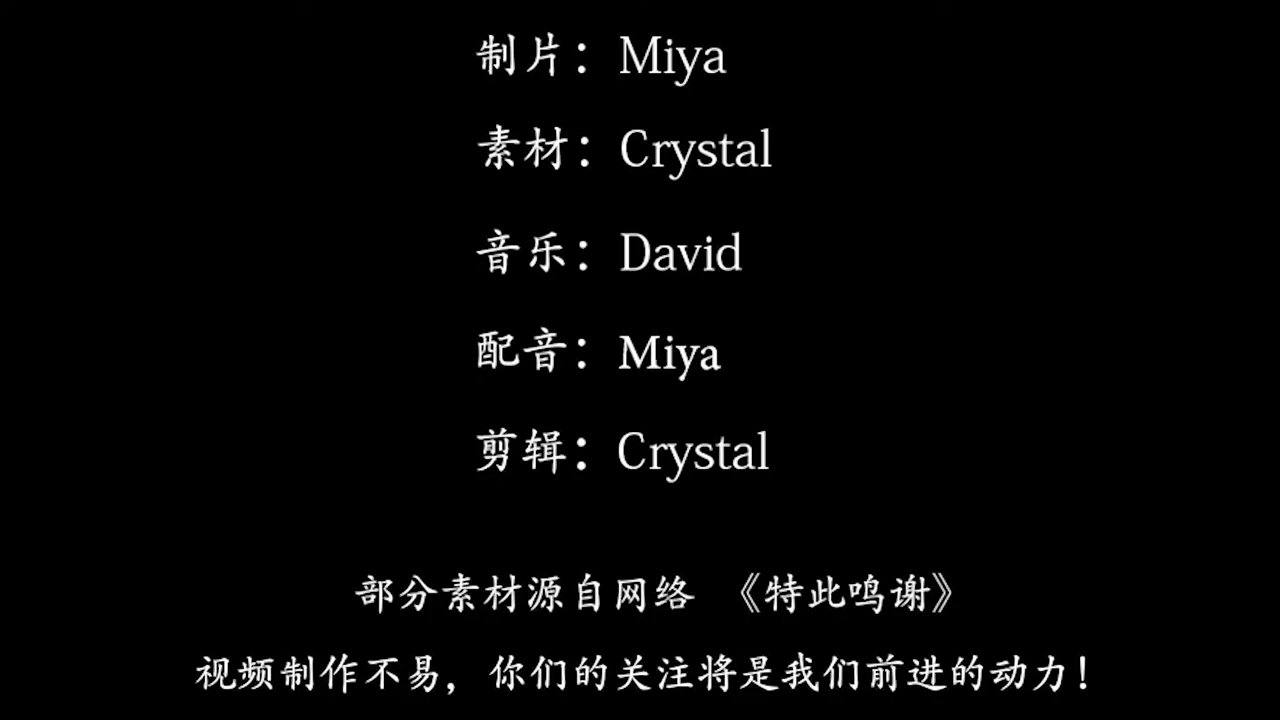 制片：Miya
素材：Crystal
音乐：David
配音：Miya
剪辑：Crystal
部分素材源自网络 《特此鸣谢》
视频制作不易，你们的关注将是我们前进的动力！